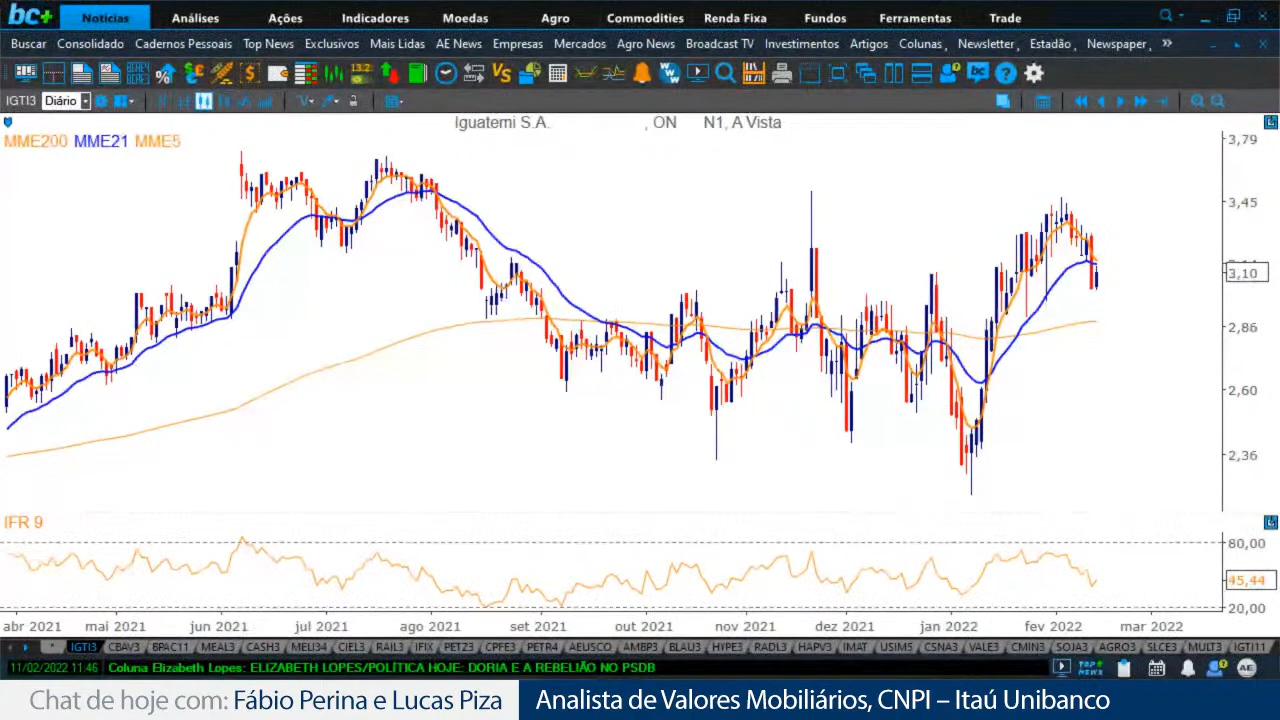 bc+ Notícias Análises Ações Indicadores Moedas Agro Commodities Renda Fixa Fundos Ferramentas Trade
Buscar Consolidado Cadernos Pessoais Top News Exclusivos Mais Lidas AE News Empresas Mercados Agro News Broadcast TV Investimentos Artigos Colunas Newsletter Estadão Newspaper »
IGTI3 Diário
Iguatemi S.A. , ON N1, A Vista
MME200 MME21 MME5
3,79
3,45
3,10
2,86
2,60
2,36
IFR 9
80,00
45,44
20,00
abr 2021 mai 2021 jun 2021 jul 2021 ago 2021 set 2021 out 2021 nov 2021 dez 2021 jan 2022 fev 2022 mar 2022
IGTI3 CBAV3 BPAC11 MEAL3 CASH3 MELI34 CIEL3 RAIL3 IFIX PETZ3 CPFE3 PETR4 AEUSCO AMBP3 BLAU3 HYPE3 RADL3 HAPV3 IMAT USIM5 CSNA3 VALE3 CMIN3 SOJA3 AGRO3 SLCE3 MULT3 IGTI11
11/02/2022 11:46 Coluna Elizabeth Lopes: ELIZABETH LOPES/POLÍTICA HOJE: DORIA E A REBELIÃO NO PSDB TOP NEWS AE
Chat de hoje com: Fábio Perina e Lucas Piza Analista de Valores Mobiliários, CNPI – Itaú Unibanco